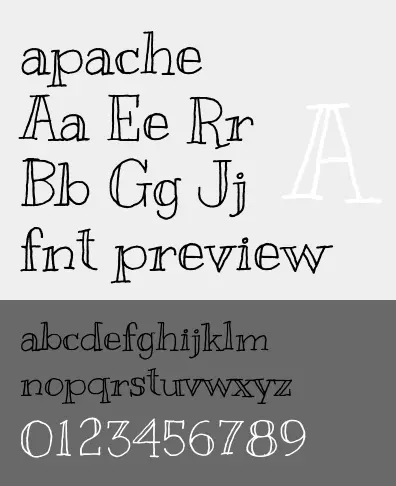 apache
Aa Ee Rr
A
Bb Gg Jj
fnt preview
abcdefghijklm
nopqrstuvwxyz
0123456789